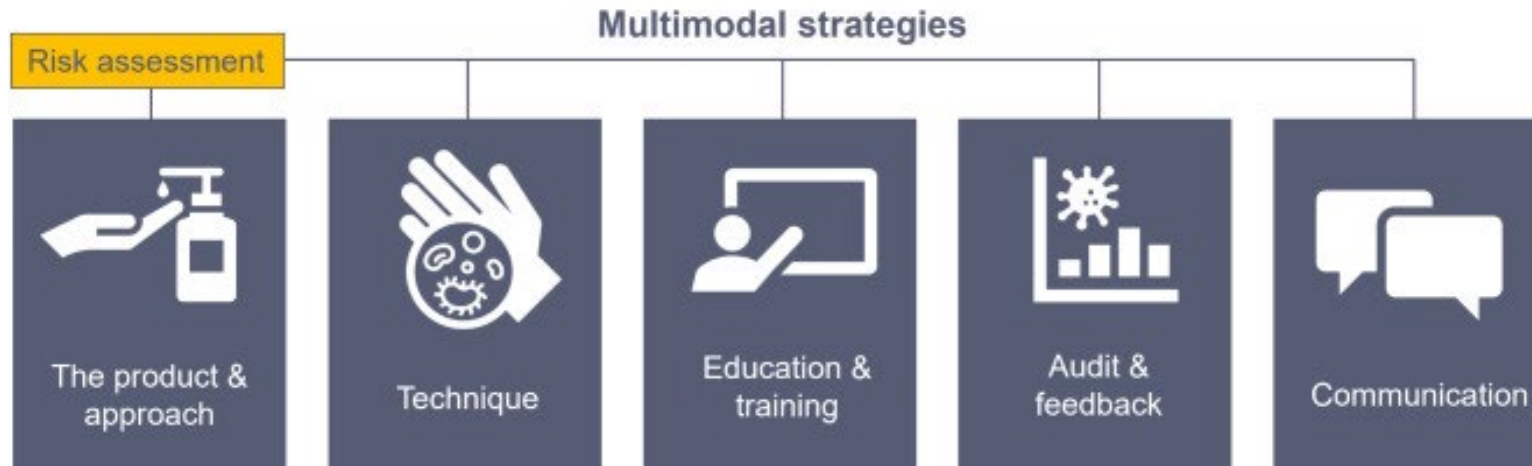 Multimodal strategies
Risk assessment
The product &
approach
Technique
Education &
training
Audit &
feedback
Communication